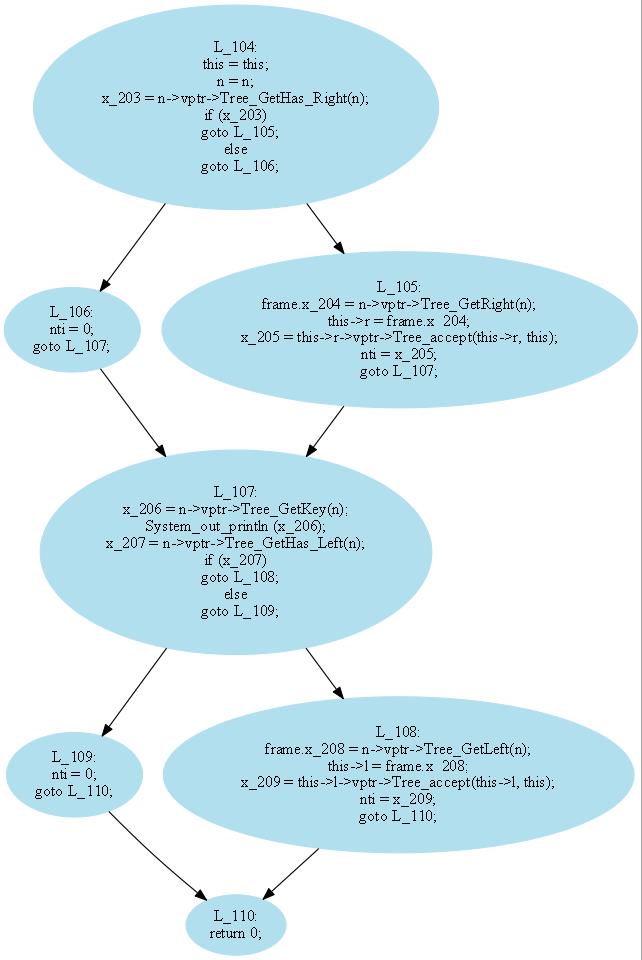 L_104:
this = this;
n = n;
x_203 = n->vptr->Tree_GetHas_Right(n);
if (x_203)
goto L_105;
else
goto L_106;
L_106:
nti = 0;
goto L_107;
L_105:
frame.x_204 = n->vptr->Tree_GetRight(n);
this->r = frame.x_204;
x_205 = this->r->vptr->Tree_accept(this->r, this);
nti = x_205;
goto L_107;
L_107:
x_206 = n->vptr->Tree_GetKey(n);
System_out_println (x_206);
x_207 = n->vptr->Tree_GetHas_Left(n);
if (x_207)
goto L_108;
else
goto L_109;
L_109:
nti = 0;
goto L_110;
L_108:
frame.x_208 = n->vptr->Tree_GetLeft(n);
this->l = frame.x_208;
x_209 = this->l->vptr->Tree_accept(this->l, this);
nti = x_209;
goto L_110;
L_110:
return 0;